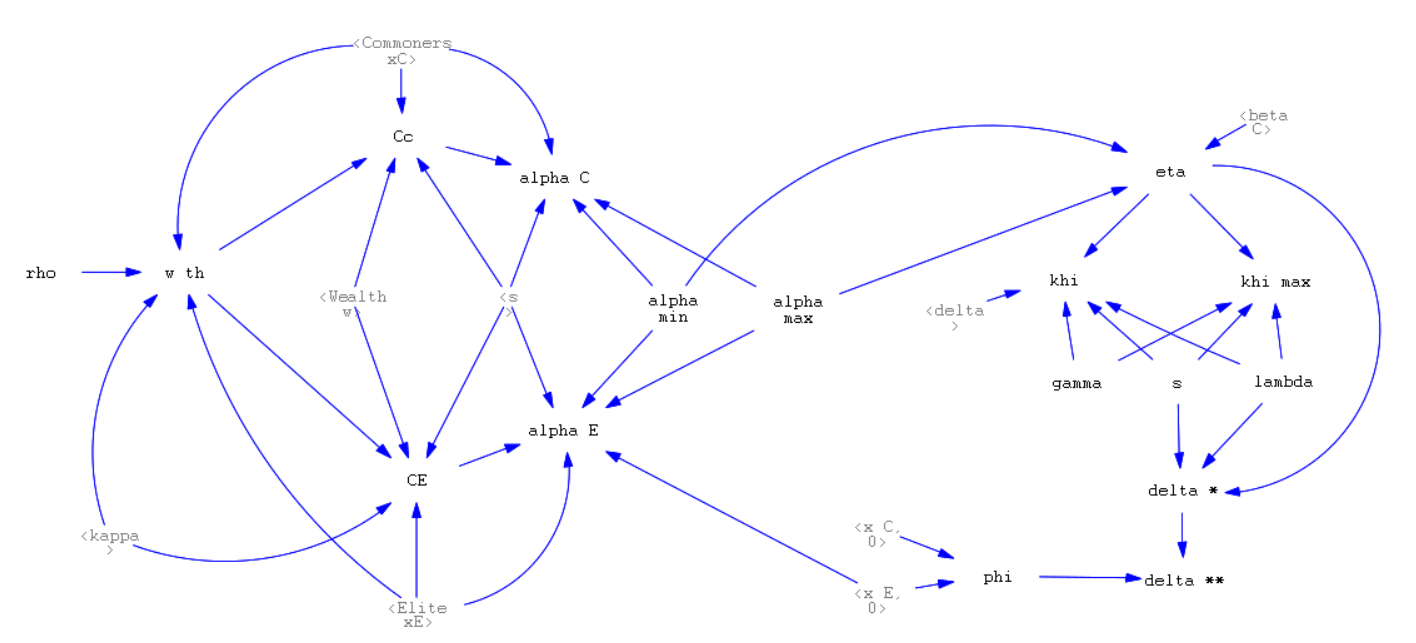 <Commoners
xC>
<beta
C>
Cc
alpha C
eta
rho
w th
<Wealth
w>
<s
>
alpha
min
alpha
max
khi
khi max
<delta
>
gamma
s
lambda
alpha E
CE
delta *
<kappa
>
<x C,
0>
phi
delta **
<x E,
0>
<Elite
xE>